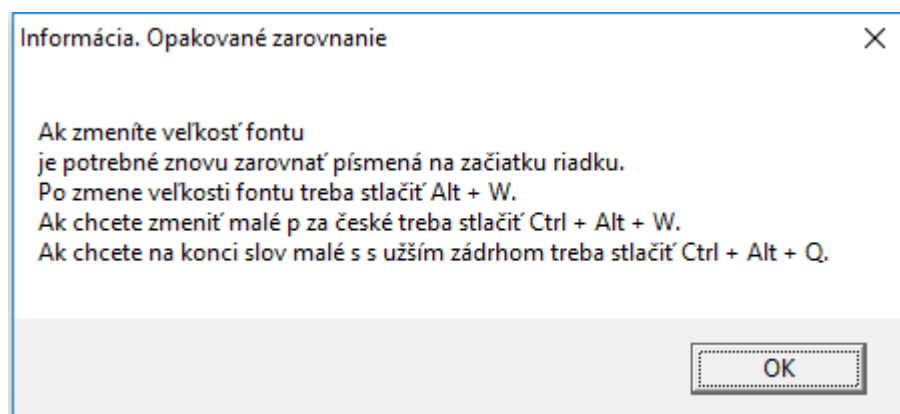 Informácia. Opakované zarovnanie
Ak zmeníte veľkosť fontu
je potrebné znovu zarovnať písmená na začiatku riadku.
Po zmene veľkosti fontu treba stlačiť Alt + W.
Ak chcete zmeniť malé p za české treba stlačiť Ctrl + Alt + W.
Ak chcete na konci slov malé s s užším zádrhom treba stlačiť Ctrl + Alt + Q.
OK